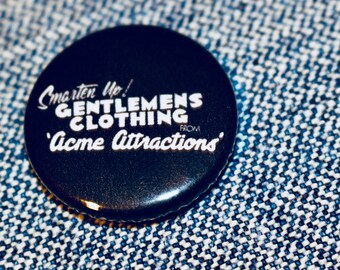 Smarten Up!
GENTLEMENS
CLOTHING
FROM
'Acme Attractions'